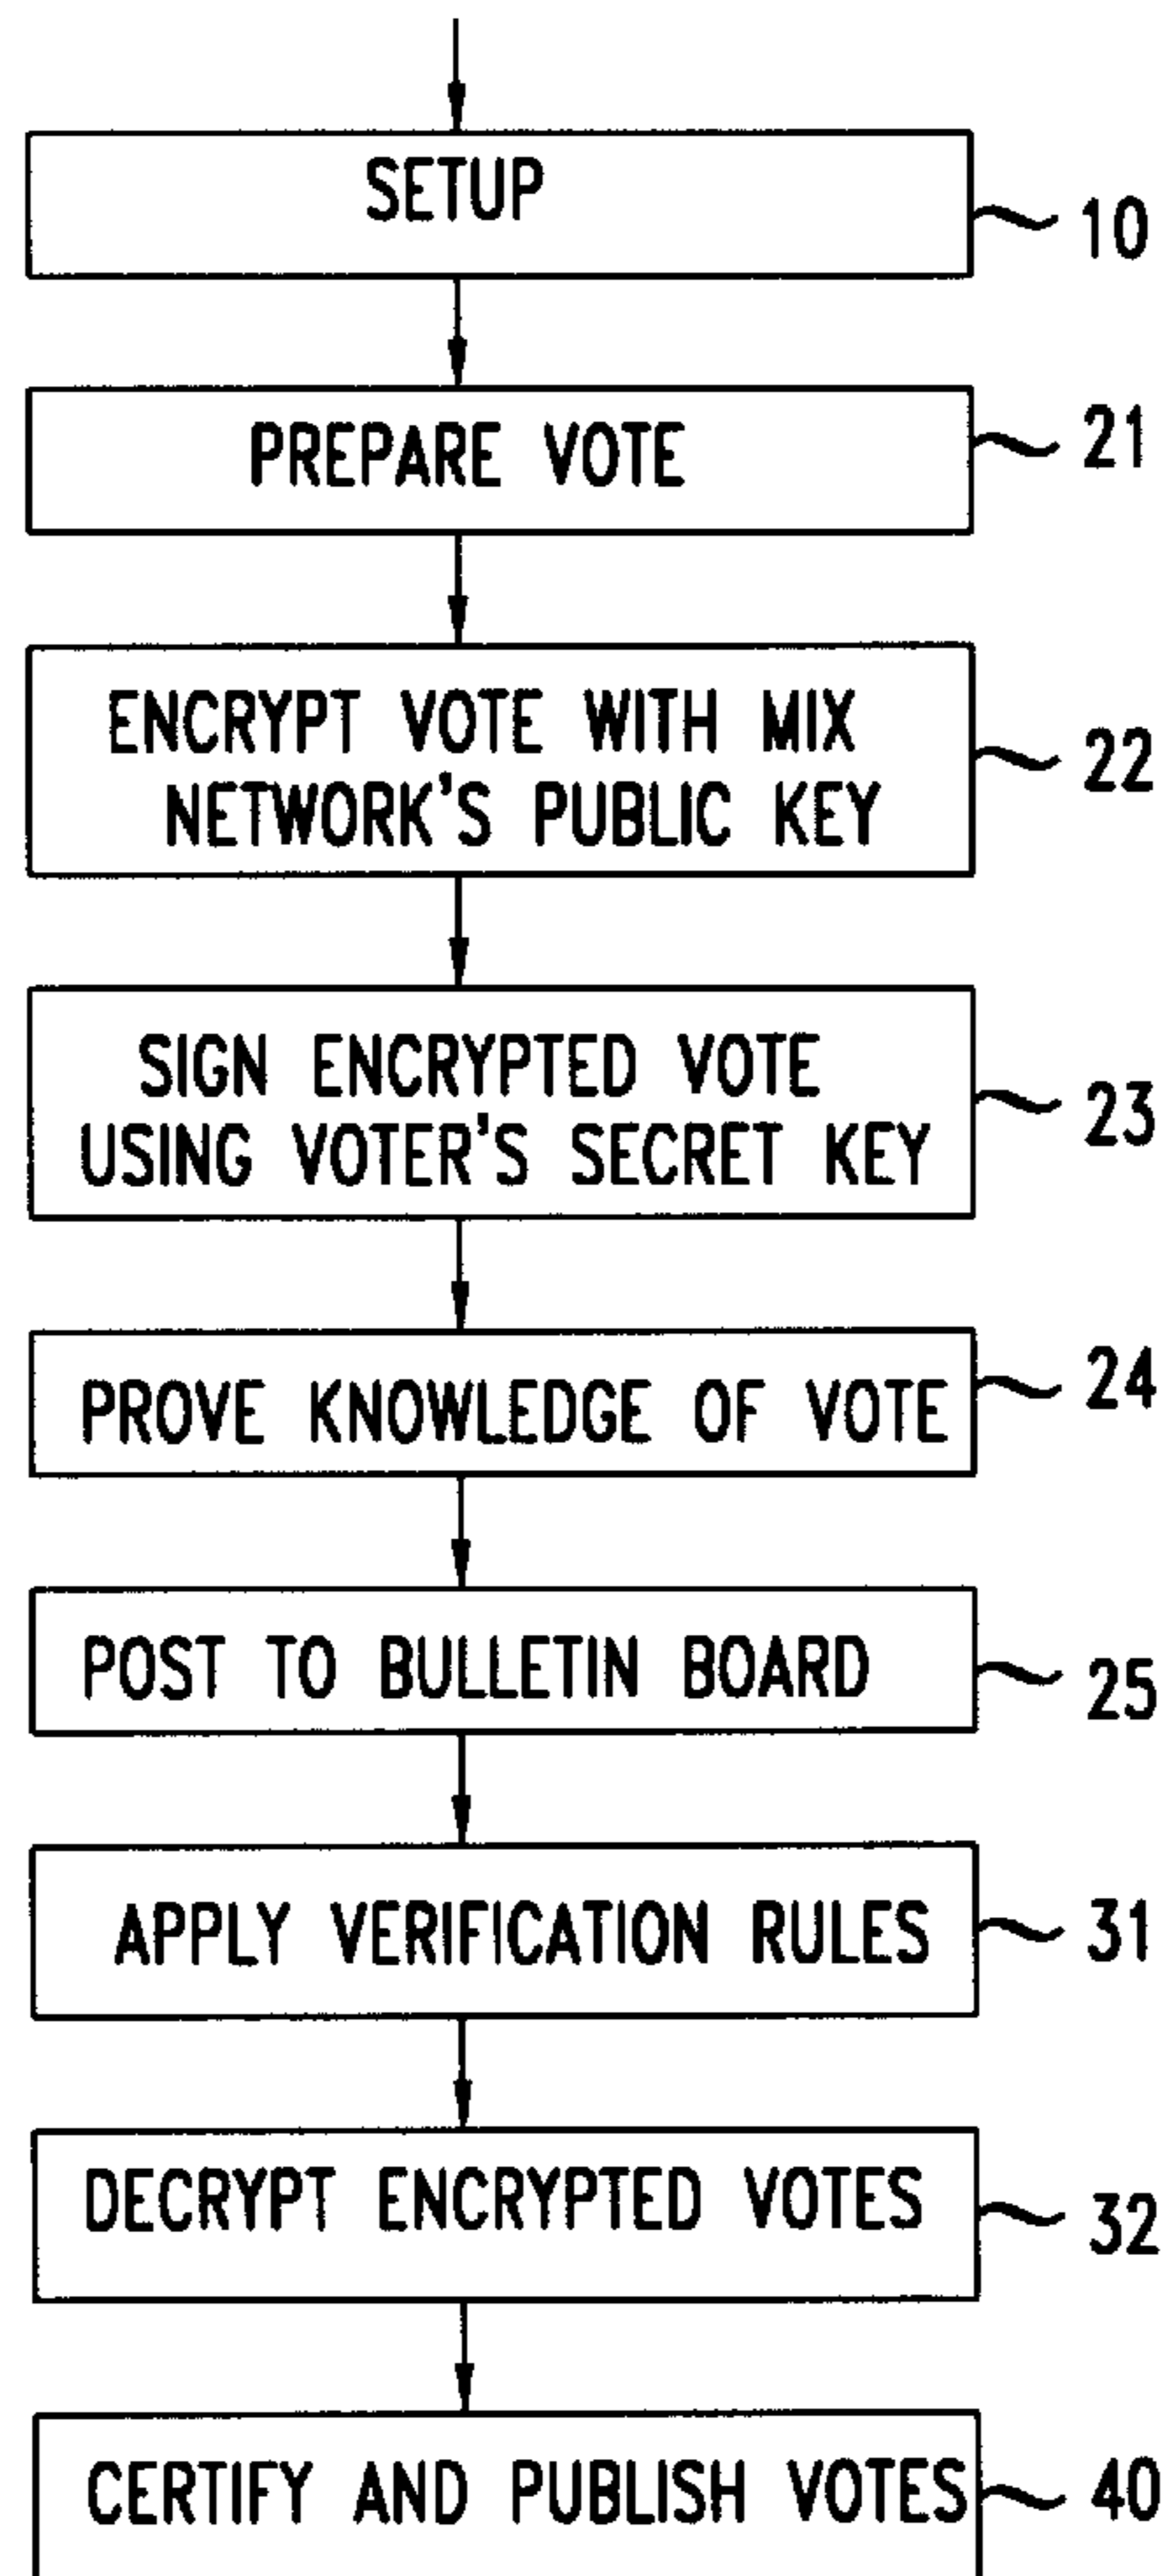 SETUP
10
PREPARE VOTE
21
ENCRYPT VOTE WITH MIX
NETWORK'S PUBLIC KEY
22
SIGN ENCRYPTED VOTE
USING VOTER'S SECRET KEY
23
PROVE KNOWLEDGE OF VOTE
24
POST TO BULLETIN BOARD
25
APPLY VERIFICATION RULES
31
DECRYPT ENCRYPTED VOTES
32
CERTIFY AND PUBLISH VOTES
40